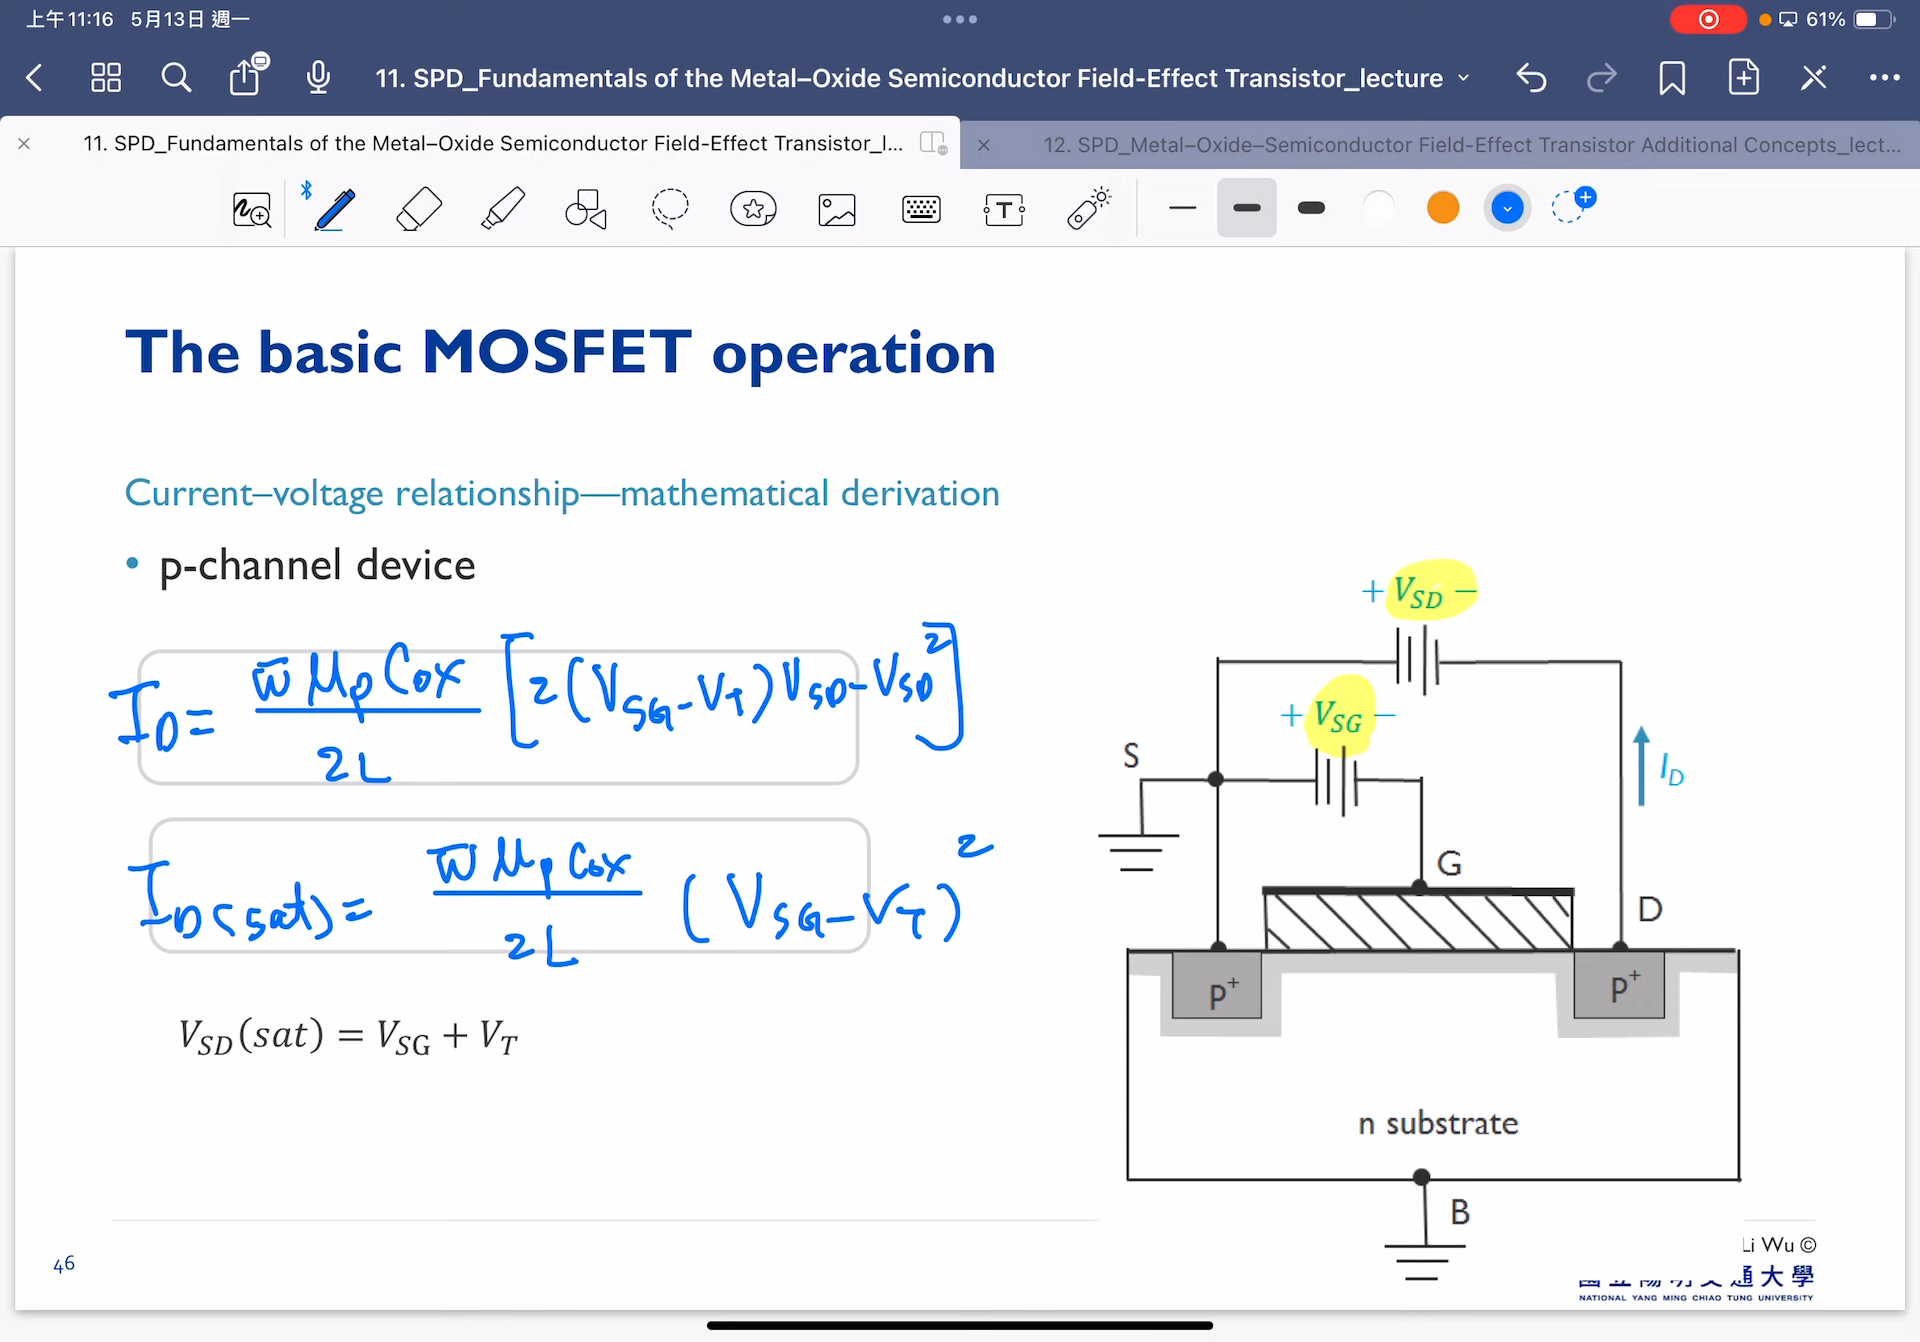 上午11:16 5月13日 週一
61%
11. SPD_Fundamentals of the Metal–Oxide Semiconductor Field-Effect Transistor_lecture
11. SPD_Fundamentals of the Metal–Oxide Semiconductor Field-Effect Transistor_l...
12. SPD_Metal–Oxide–Semiconductor Field-Effect Transistor Additional Concepts_lect...
The basic MOSFET operation
Current–voltage relationship—mathematical derivation
• p-channel device
I_D = \frac{W μ_p C_{ox}}{2L} [2(V_{SG} - V_T)V_{SD} - V_{SD}^2]
I_D(sat) = \frac{W μ_p C_{ox}}{2L} (V_{SG} - V_T)^2
V_{SD}(sat) = V_{SG} + V_T
+ V_{SD} −
+ V_{SG} −
S
I_D
G
D
P^+
P^+
n substrate
B
46
Li Wu ©
通大學
NATIONAL YANG MING CHIAO TUNG UNIVERSITY